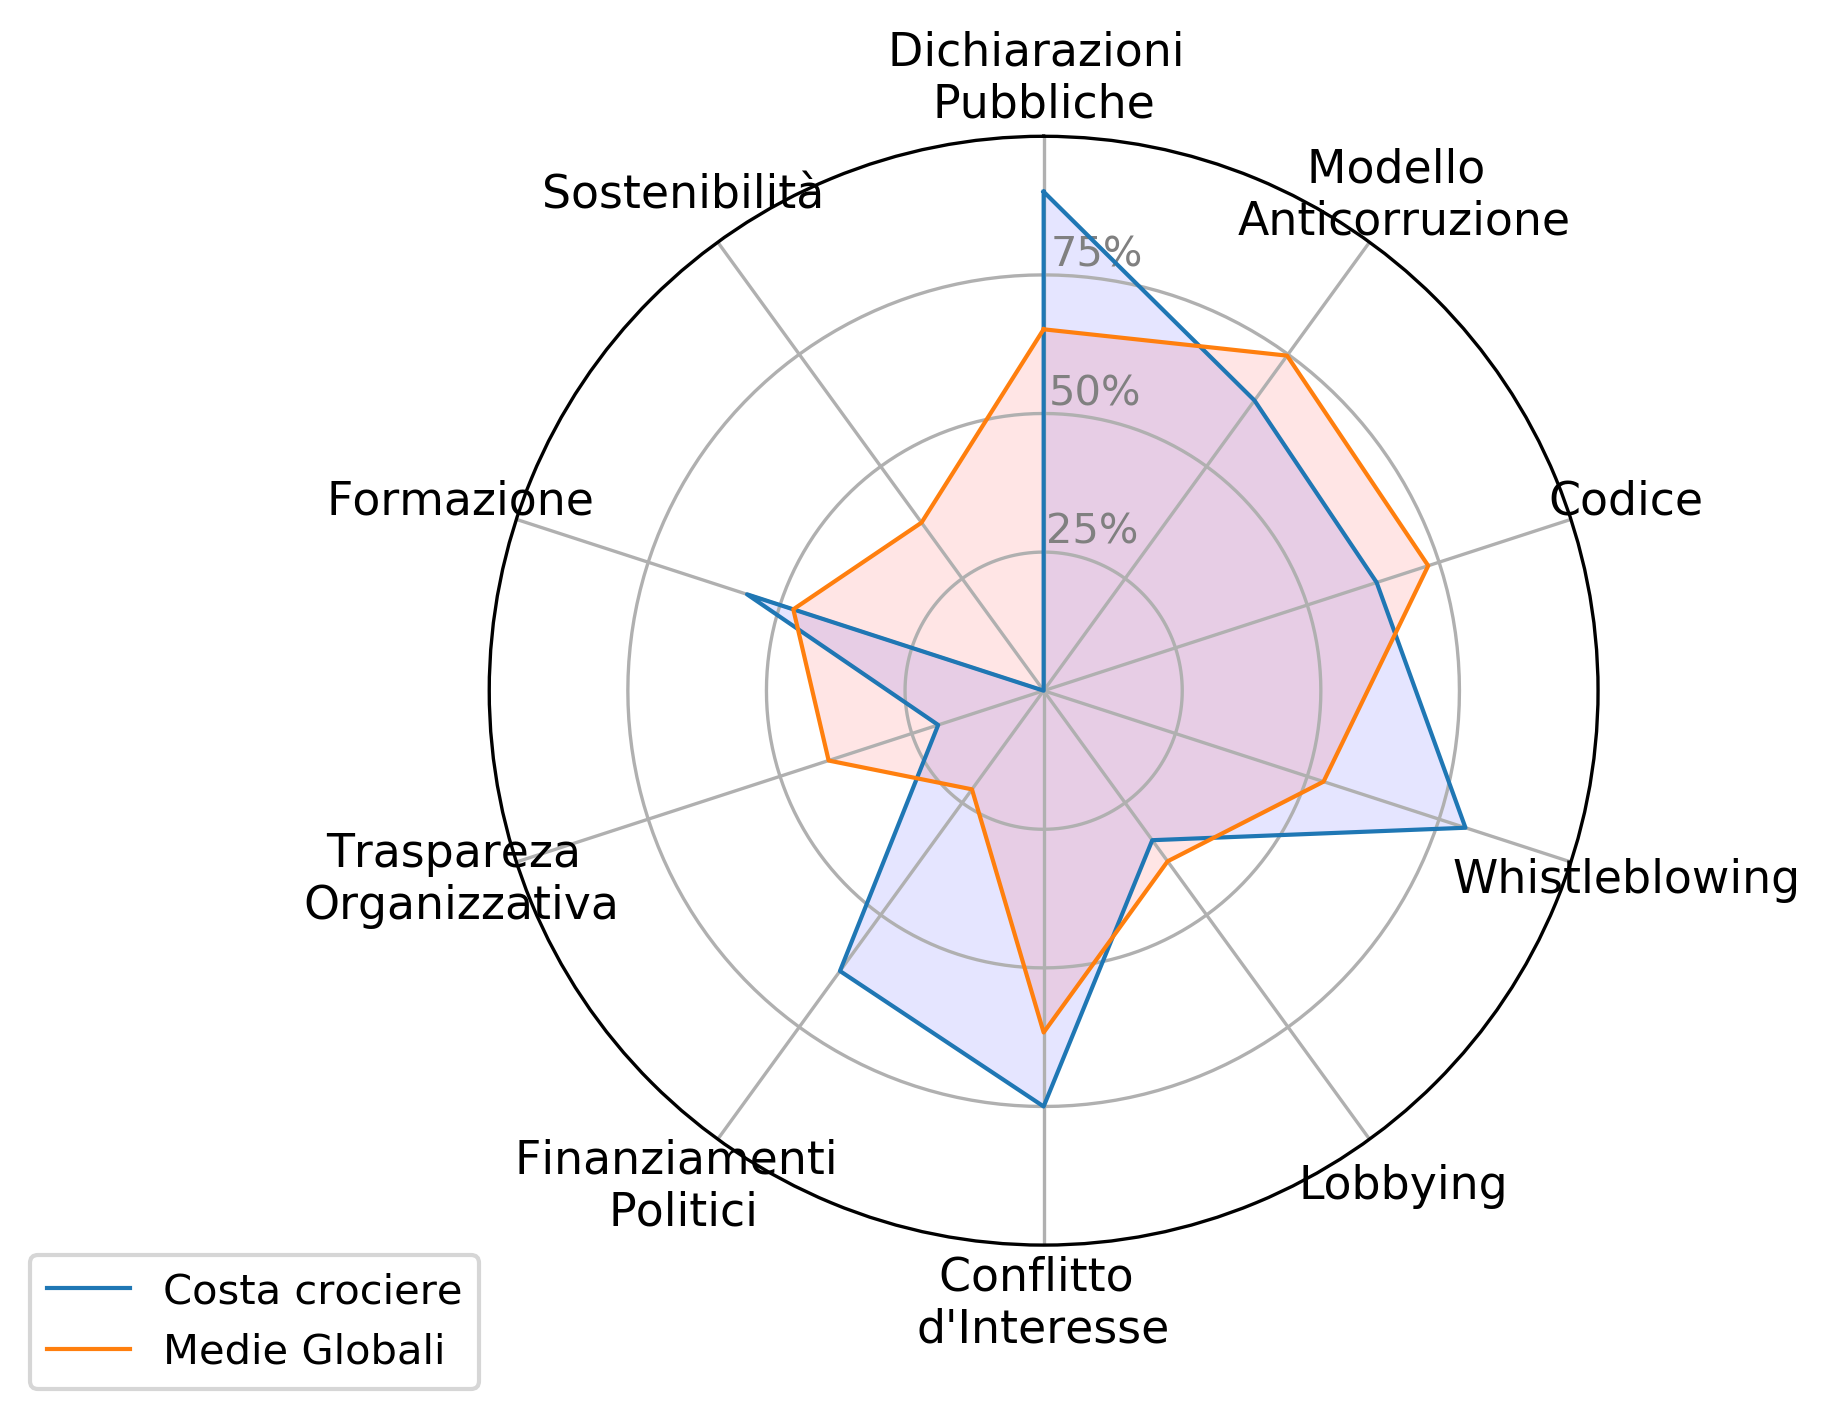 Dichiarazioni
Pubbliche
Modello
Anticorruzione
Sostenibilità
75%
50%
25%
Formazione
Codice
Traspareza
Organizzativa
Whistleblowing
Finanziamenti
Politici
Lobbying
Conflitto
d'Interesse
Costa crociere
Medie Globali